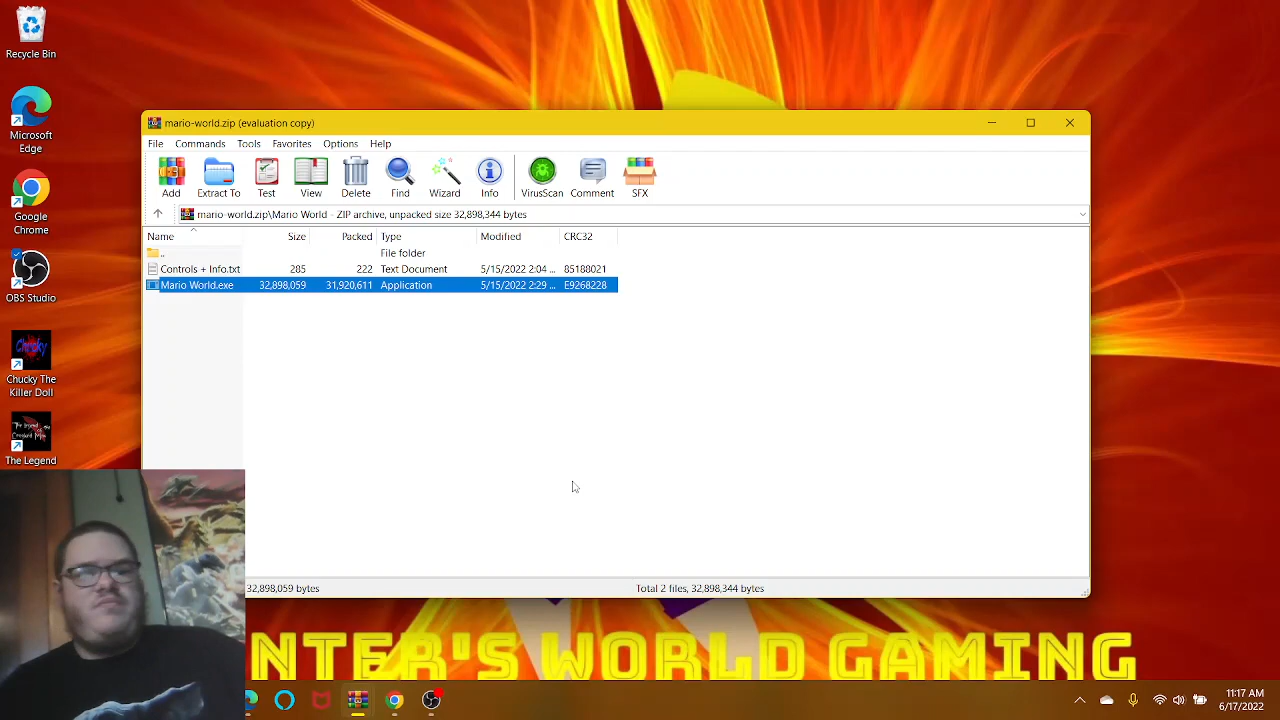 Recycle Bin
Microsoft
Edge
Google
Chrome
OBS Studio
Chucky
Chucky The
Killer Doll
The Legend
mario-world.zip (evaluation copy)
File Commands Tools Favorites Options Help
Add Extract To Test View Delete Find Wizard Info VirusScan Comment SFX
mario-world.zip\Mario World - ZIP archive, unpacked size 32,898,344 bytes
Name Size Packed Type Modified CRC32
.. File folder
Controls + Info.txt 285 222 Text Document 5/15/2022 2:04 ... 85188021
Mario World.exe 32,898,059 31,920,611 Application 5/15/2022 2:29 ... E9268228
32,898,059 bytes Total 2 files, 32,898,344 bytes
NTER'S WORLD GAMING
11:17 AM
6/17/2022